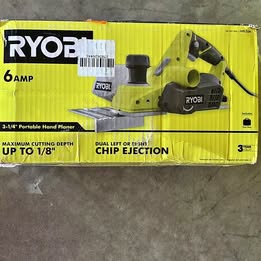 RYOBI
6 AMP
RYOBI
3-1/4" Portable Hand Planer
MAXIMUM CUTTING DEPTH
UP TO 1/8"
DUAL LEFT OR RIGHT
CHIP EJECTION
3